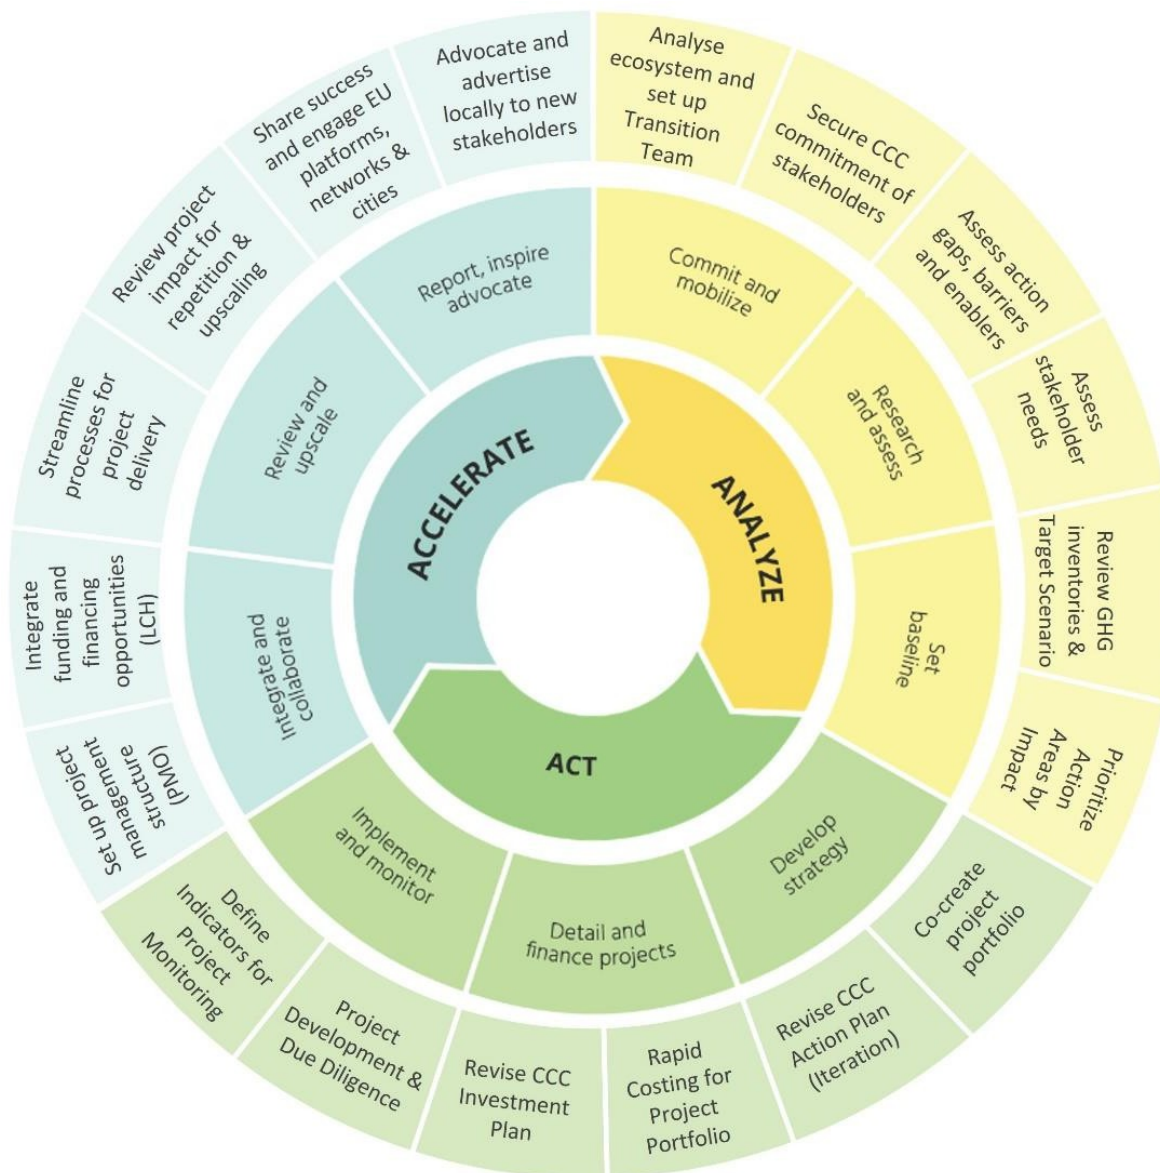 ANALYZE
ACT
ACCELERATE
Commit and
mobilize
Research
and assess
Set
baseline
Develop
strategy
Detail and
finance projects
Implement
and monitor
Integrate and
collaborate
Review and
upscale
Report, inspire
advocate
Analyse
ecosystem and
set up
Transition
Team
Secure CCC
commitment of
stakeholders
Assess action
gaps, barriers
and enablers
Assess
stakeholder
needs
Review GHG
inventories &
Target Scenario
Prioritize
Action
Areas by
Impact
Co-create
project
portfolio
Revise CCC
Action Plan
(Iteration)
Rapid
Costing for
Project
Portfolio
Revise CCC
Investment
Plan
Project
Development &
Due Diligence
Define
Indicators for
Project
Monitoring
Set up project
management
structure
(PMO)
Integrate
funding and
financing
opportunities
(LCH)
Streamline
processes for
project
delivery
Review project
impact for
repetition &
upscaling
Share success
and engage EU
platforms,
networks &
cities
Advocate and
advertise
locally to new
stakeholders